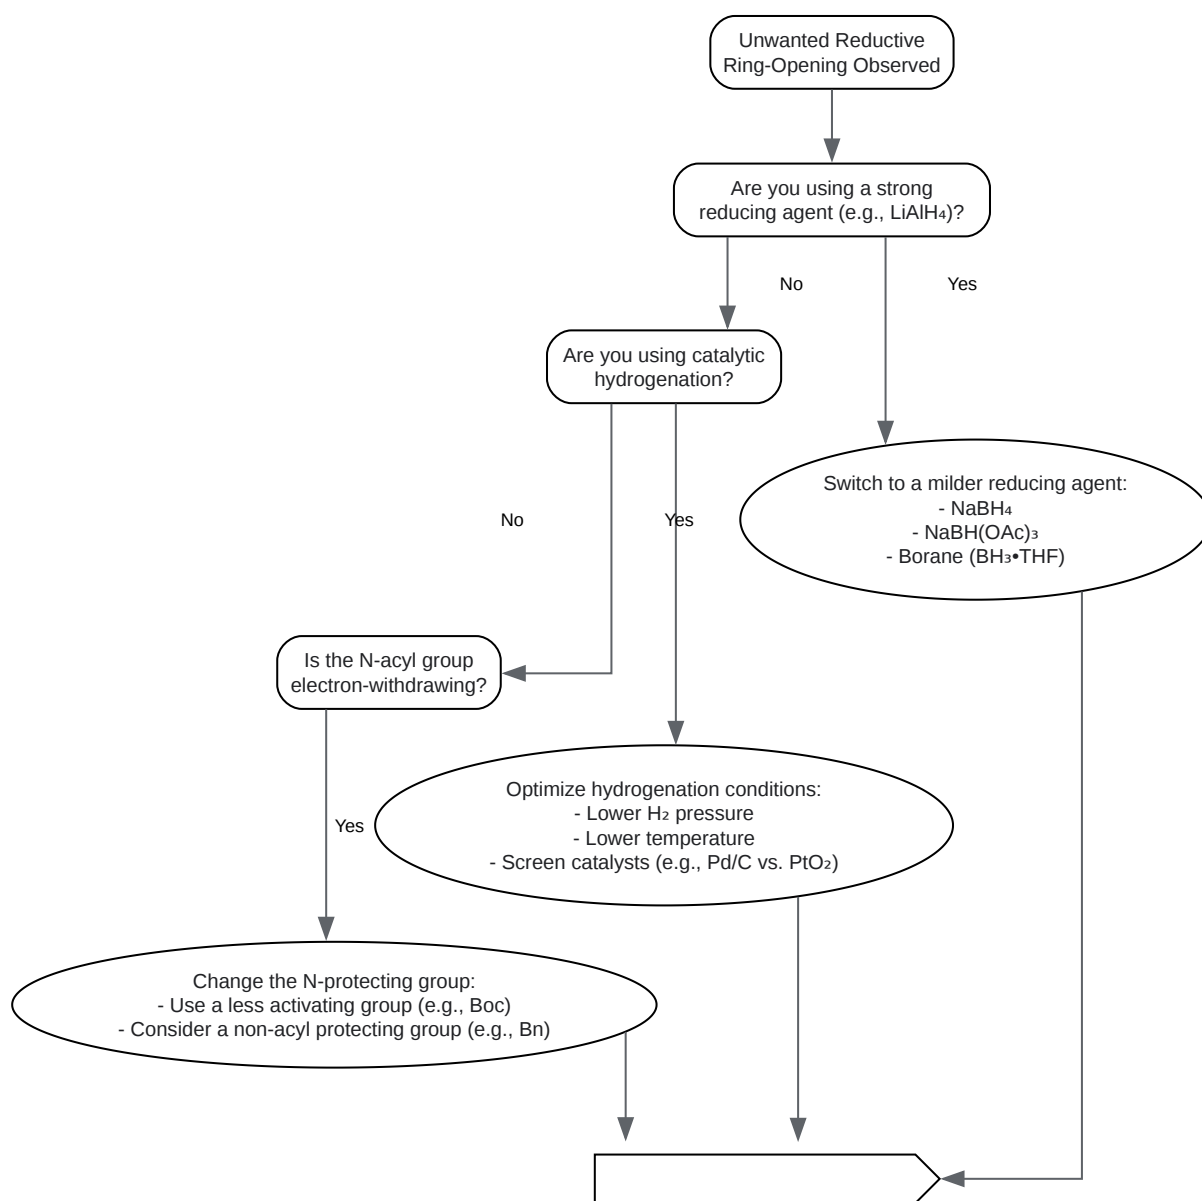 Unwanted Reductive
Ring-Opening Observed
Are you using a strong
reducing agent (e.g., LiAlH₄)?
No
Yes
Are you using catalytic
hydrogenation?
Switch to a milder reducing agent:
- NaBH₄
- NaBH(OAc)₃
- Borane (BH₃•THF)
No
Yes
Is the N-acyl group
electron-withdrawing?
Optimize hydrogenation conditions:
- Lower H₂ pressure
- Lower temperature
- Screen catalysts (e.g., Pd/C vs. PtO₂)
Yes
Change the N-protecting group:
- Use a less activating group (e.g., Boc)
- Consider a non-acyl protecting group (e.g., Bn)